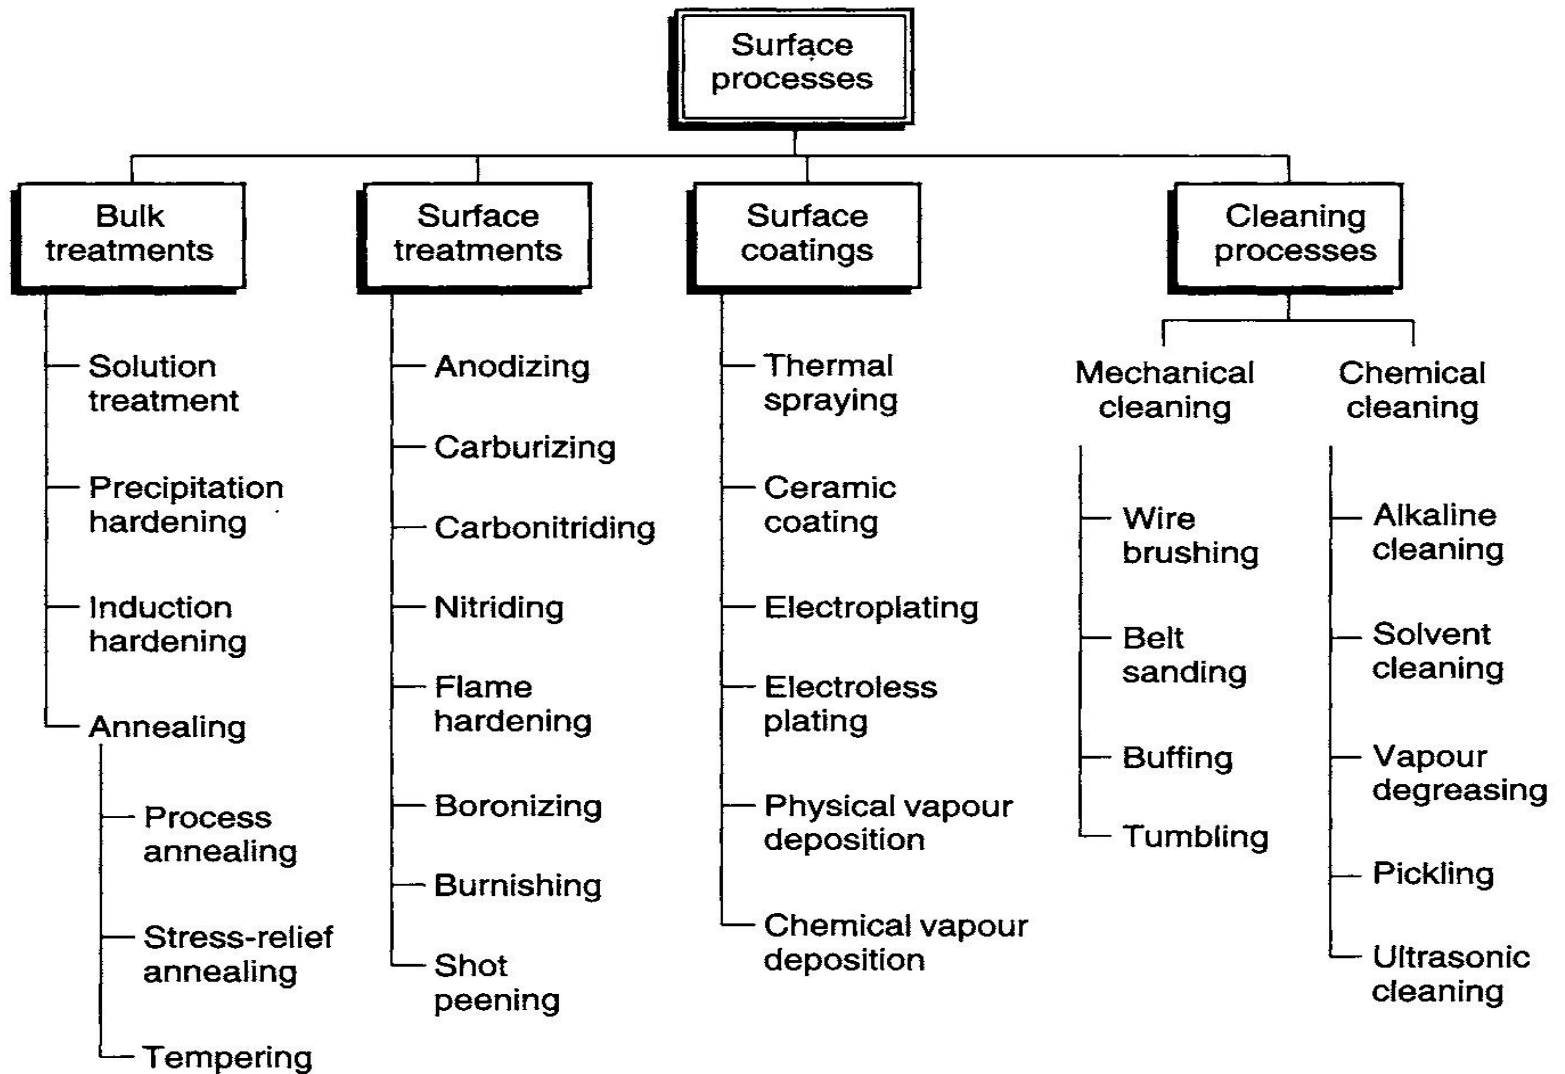 Surface
processes
Bulk
treatments
Surface
treatments
Surface
coatings
Cleaning
processes
Solution
treatment
Precipitation
hardening
Induction
hardening
Annealing
Process
annealing
Stress-relief
annealing
Tempering
Anodizing
Carburizing
Carbonitriding
Nitriding
Flame
hardening
Boronizing
Burnishing
Shot
peening
Thermal
spraying
Ceramic
coating
Electroplating
Electroless
plating
Physical vapour
deposition
Chemical vapour
deposition
Mechanical
cleaning
Wire
brushing
Belt
sanding
Buffing
Tumbling
Chemical
cleaning
Alkaline
cleaning
Solvent
cleaning
Vapour
degreasing
Pickling
Ultrasonic
cleaning